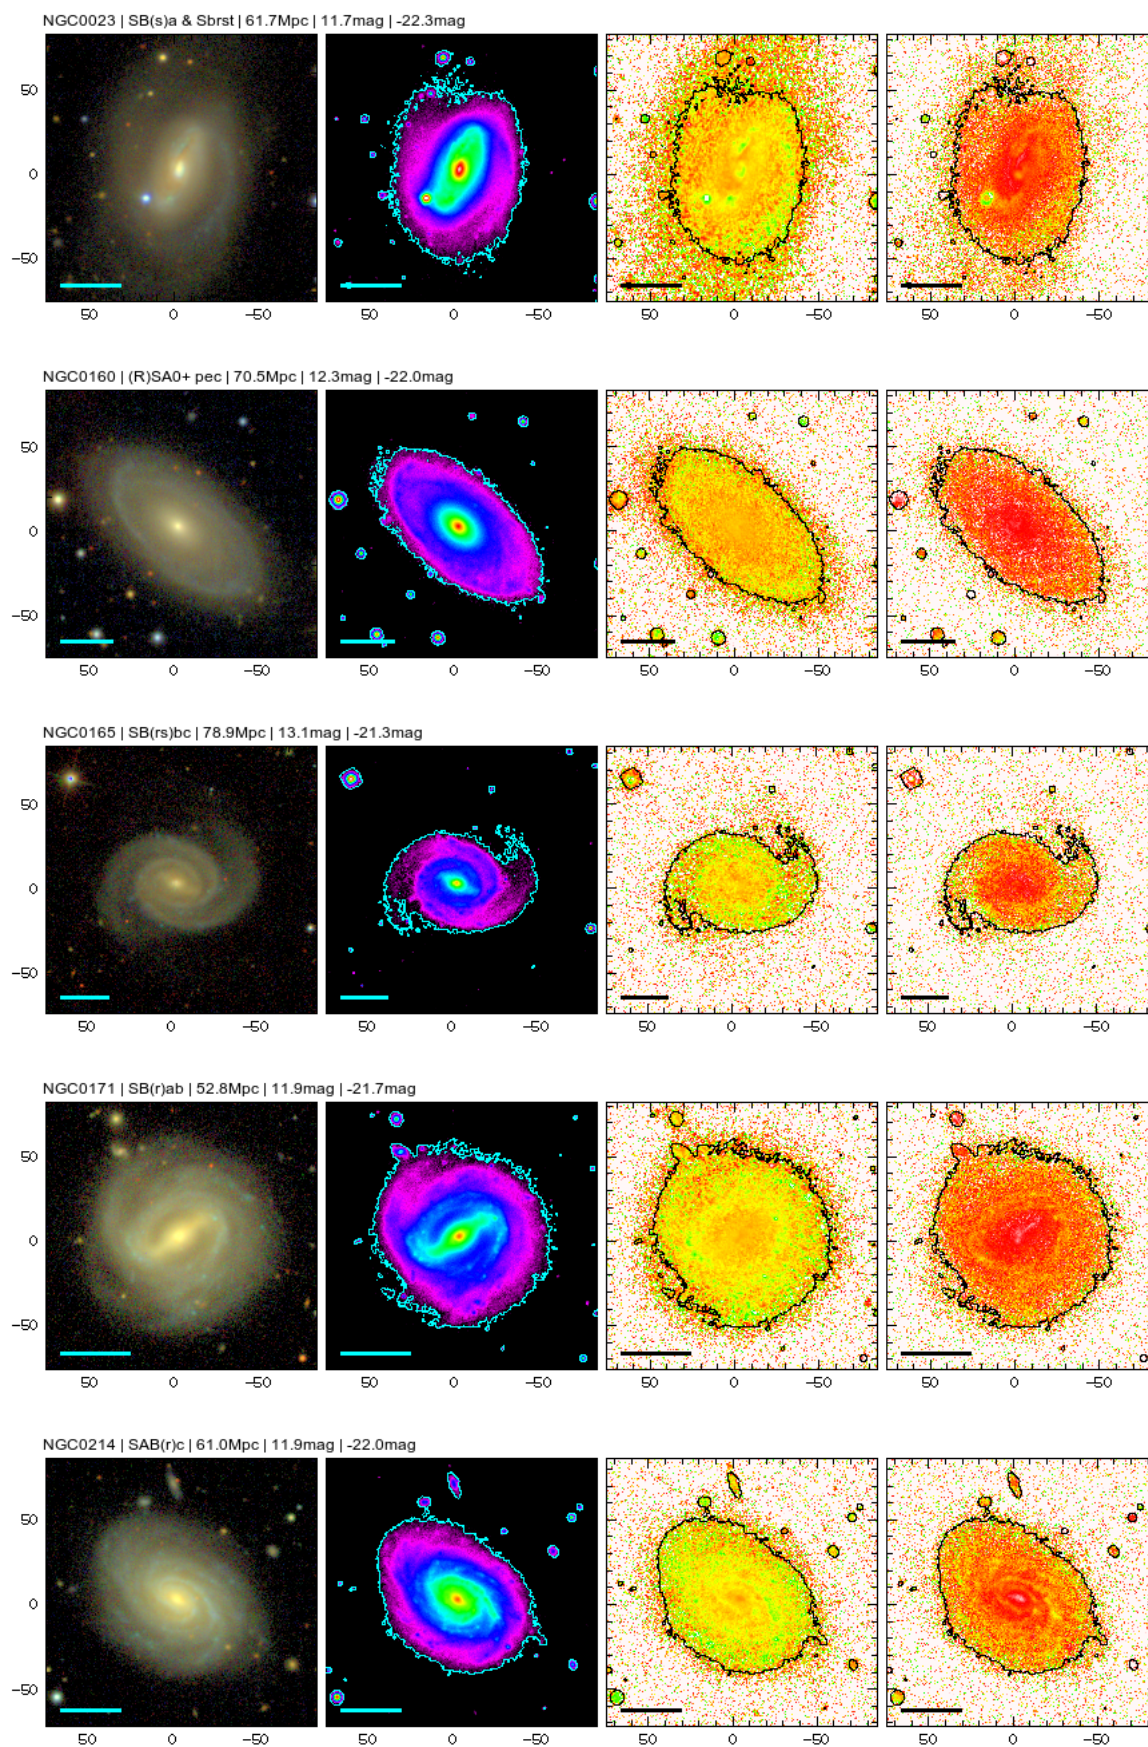 NGC0023 | SB(s)a & Sbrst | 61.7Mpc | 11.7mag | -22.3mag
50
0
-50
50 0 -50 50 0 -50 50 0 -50 50 0 -50
NGC0160 | (R)SA0+ pec | 70.5Mpc | 12.3mag | -22.0mag
50
0
-50
50 0 -50 50 0 -50 50 0 -50 50 0 -50
NGC0165 | SB(rs)bc | 78.9Mpc | 13.1mag | -21.3mag
50
0
-50
50 0 -50 50 0 -50 50 0 -50 50 0 -50
NGC0171 | SB(r)ab | 52.8Mpc | 11.9mag | -21.7mag
50
0
-50
50 0 -50 50 0 -50 50 0 -50 50 0 -50
NGC0214 | SAB(r)c | 61.0Mpc | 11.9mag | -22.0mag
50
0
-50
50 0 -50 50 0 -50 50 0 -50 50 0 -50